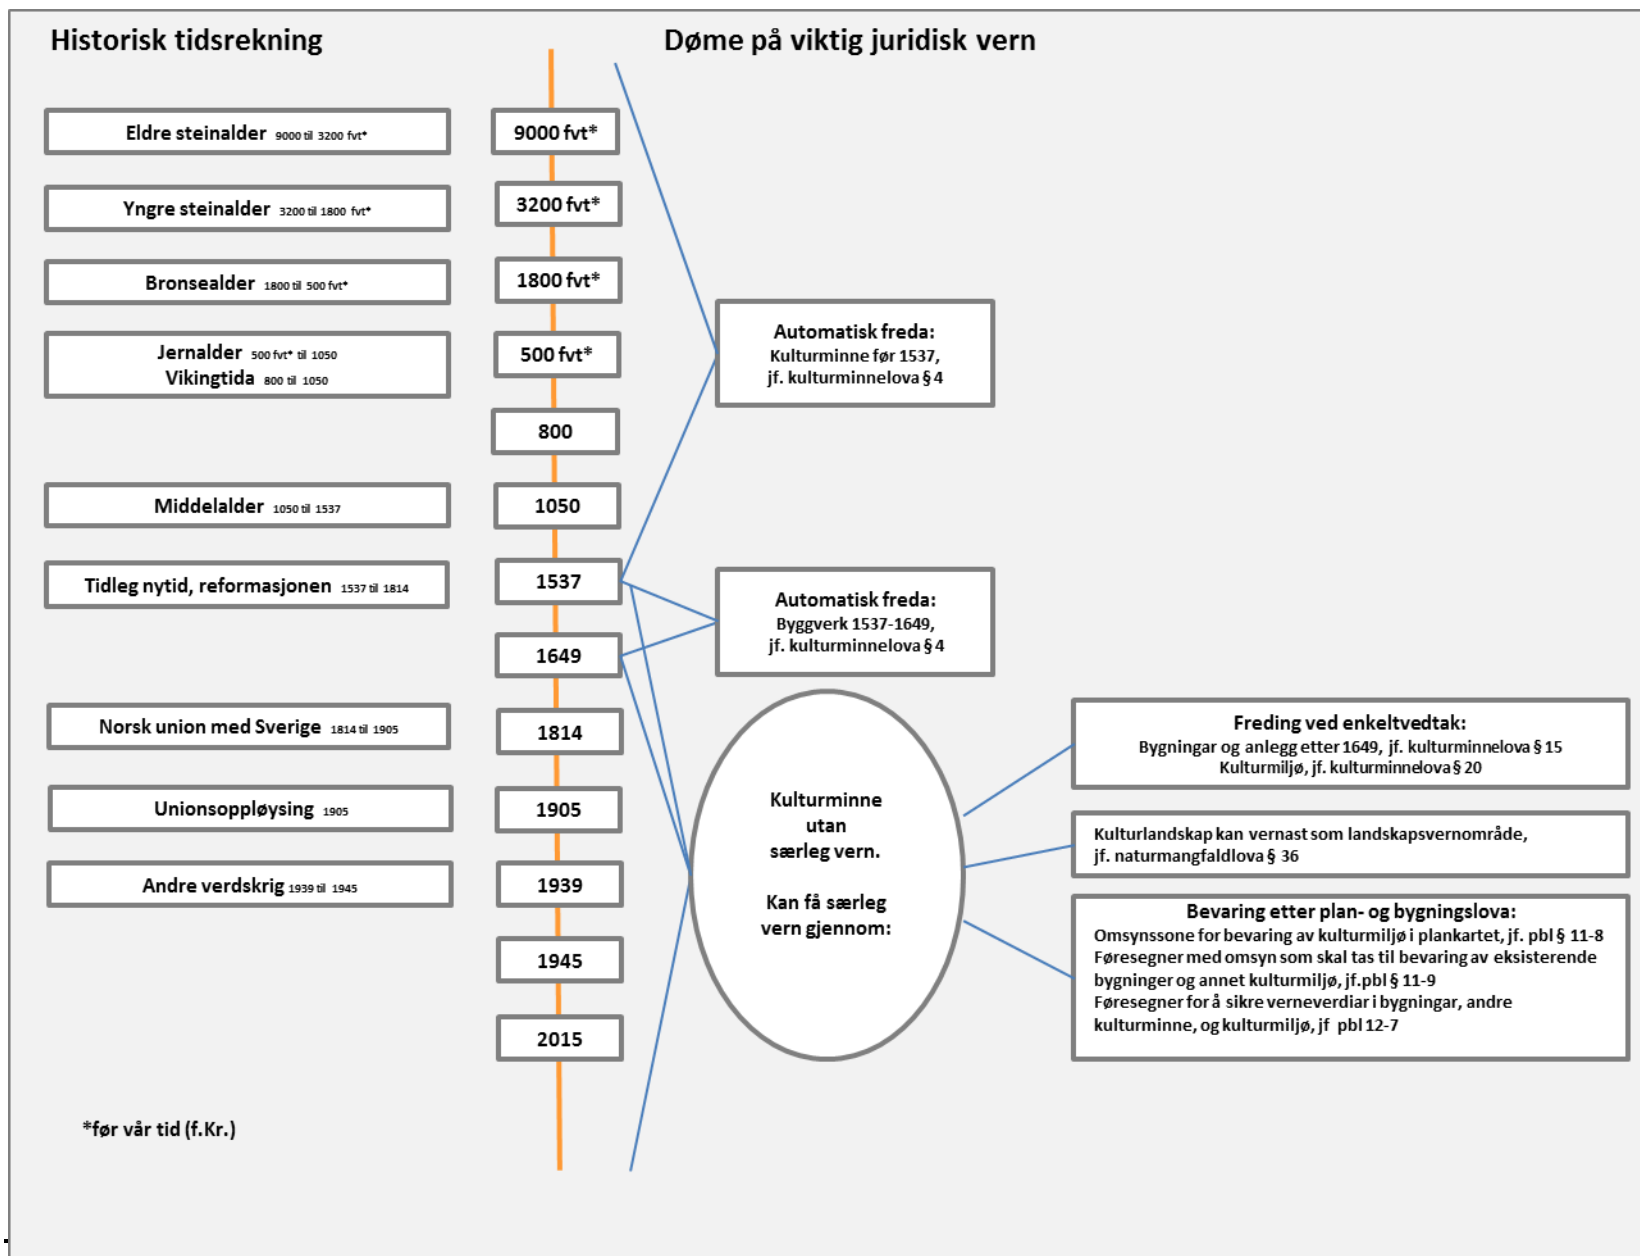 Historisk tidsrekning
Døme på viktig juridisk vern
Eldre steinalder 9000 til 3200 fvt*
9000 fvt*
Yngre steinalder 3200 til 1800 fvt*
3200 fvt*
Bronsealder 1800 til 500 fvt*
1800 fvt*
Jernalder 500 fvt* til 1050
Vikingtida 800 til 1050
500 fvt*
800
Middelalder 1050 til 1537
1050
Tidleg nytid, reformasjonen 1537 til 1814
1537
1649
Norsk union med Sverige 1814 til 1905
1814
Unionsoppløysing 1905
1905
Andre verdskrig 1939 til 1945
1939
1945
2015
*før vår tid (f.Kr.)
Automatisk freda:
Kulturminne før 1537,
jf. kulturminnelova § 4
Automatisk freda:
Byggverk 1537-1649,
jf. kulturminnelova § 4
Kulturminne
utan
særleg vern.
Kan få særleg
vern gjennom:
Freding ved enkeltvedtak:
Bygningar og anlegg etter 1649, jf. kulturminnelova § 15
Kulturmiljø, jf. kulturminnelova § 20
Kulturlandskap kan vernast som landskapsvernområde,
jf. naturmangfaldlova § 36
Bevaring etter plan- og bygningslova:
Omsynssone for bevaring av kulturmiljø i plankartet, jf. pbl § 11-8
Føresegner med omsyn som skal tas til bevaring av eksisterende
bygninger og annet kulturmiljø, jf.pbl § 11-9
Føresegner for å sikre verneverdiar i bygningar, andre
kulturminne, og kulturmiljø, jf pbl 12-7